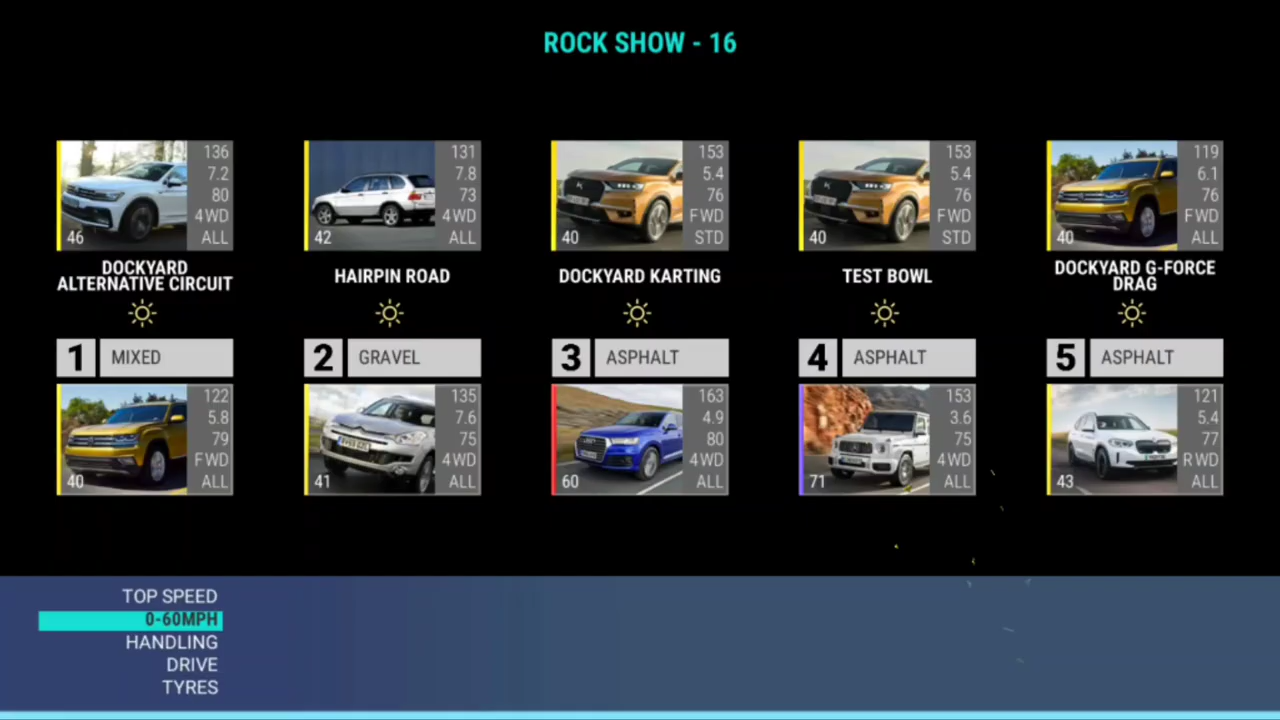 ROCK SHOW - 16
136
7.2
80
4WD
ALL
46
131
7.8
73
4WD
ALL
42
153
5.4
76
FWD
STD
40
153
5.4
76
FWD
STD
40
119
6.1
76
FWD
ALL
40
DOCKYARD
ALTERNATIVE CIRCUIT
HAIRPIN ROAD
DOCKYARD KARTING
TEST BOWL
DOCKYARD G-FORCE
DRAG
1 MIXED
2 GRAVEL
3 ASPHALT
4 ASPHALT
5 ASPHALT
122
5.8
79
FWD
ALL
40
135
7.6
75
4WD
ALL
41
163
4.9
80
4WD
ALL
60
153
3.6
75
4WD
ALL
71
121
5.4
77
RWD
ALL
43
TOP SPEED
0-60MPH
HANDLING
DRIVE
TYRES